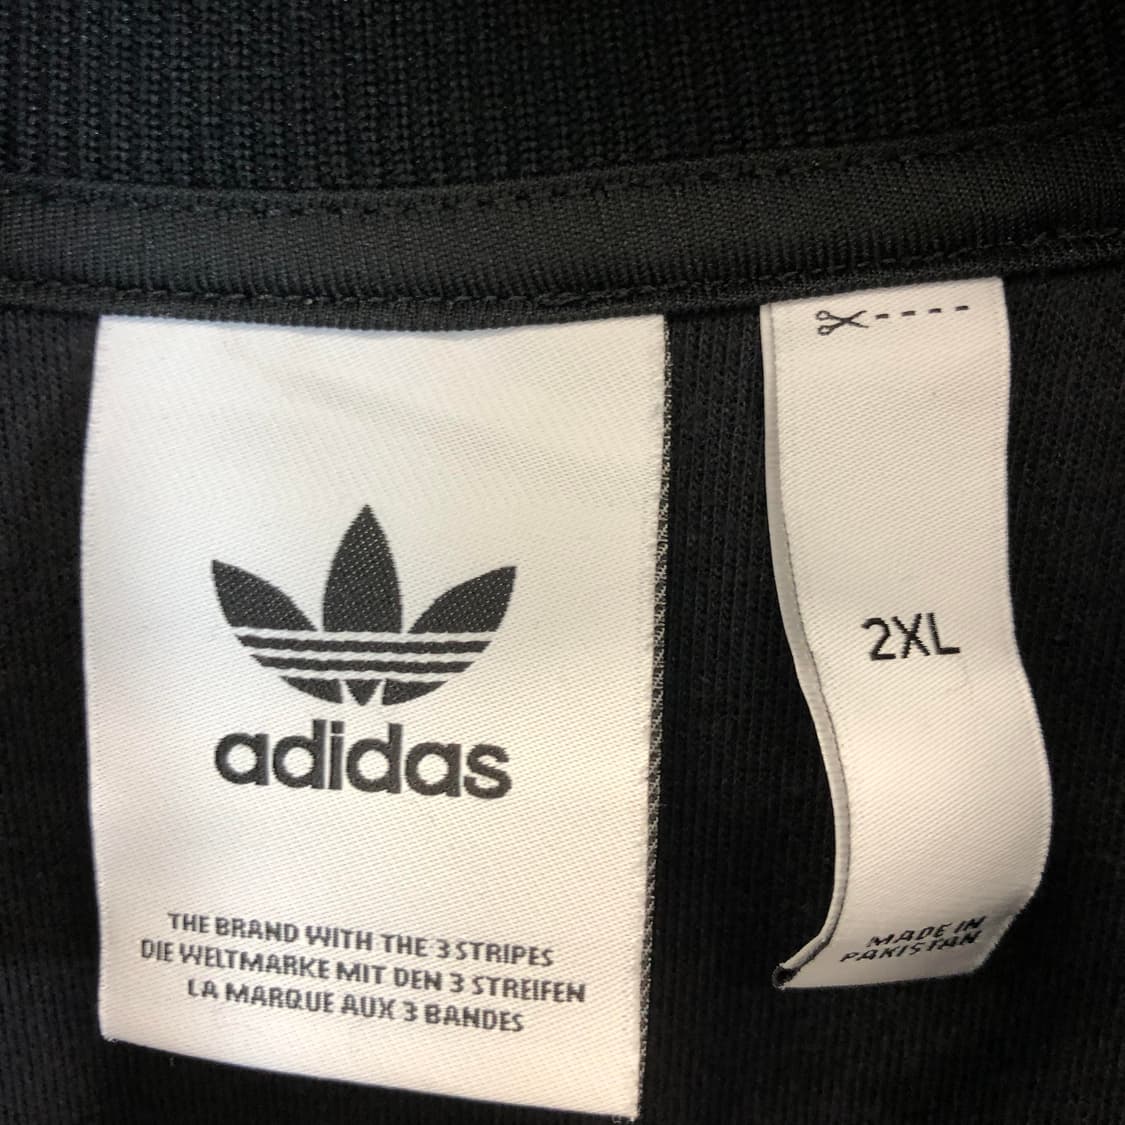 adidas
THE BRAND WITH THE 3 STRIPES
DIE WELTMARKE MIT DEN 3 STREIFEN
LA MARQUE AUX 3 BANDES
2XL
MADE IN
PAKISTAN